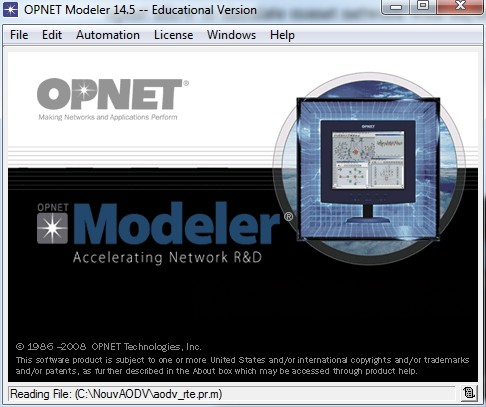 OPNET Modeler 14.5 -- Educational Version
File Edit Automation License Windows Help
OPNET®
Making Networks and Applications Perform
OPNET
OPNET
Modeler®
Accelerating Network R&D
© 1986 –2008 OPNET Technologies, Inc.
This software product is subject to one or more United States and/or international copyrights and/or trademarks
and/or patents, as further described in the About box which may be accessed through product help.
Reading File: (C:\NouvAODV\aodv_rte.pr.m)